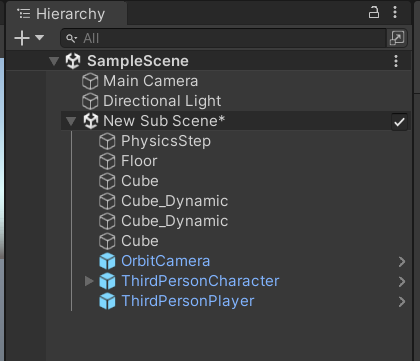 Hierarchy
All
SampleScene
Main Camera
Directional Light
New Sub Scene*
PhysicsStep
Floor
Cube
Cube_Dynamic
Cube_Dynamic
Cube
OrbitCamera
ThirdPersonCharacter
ThirdPersonPlayer